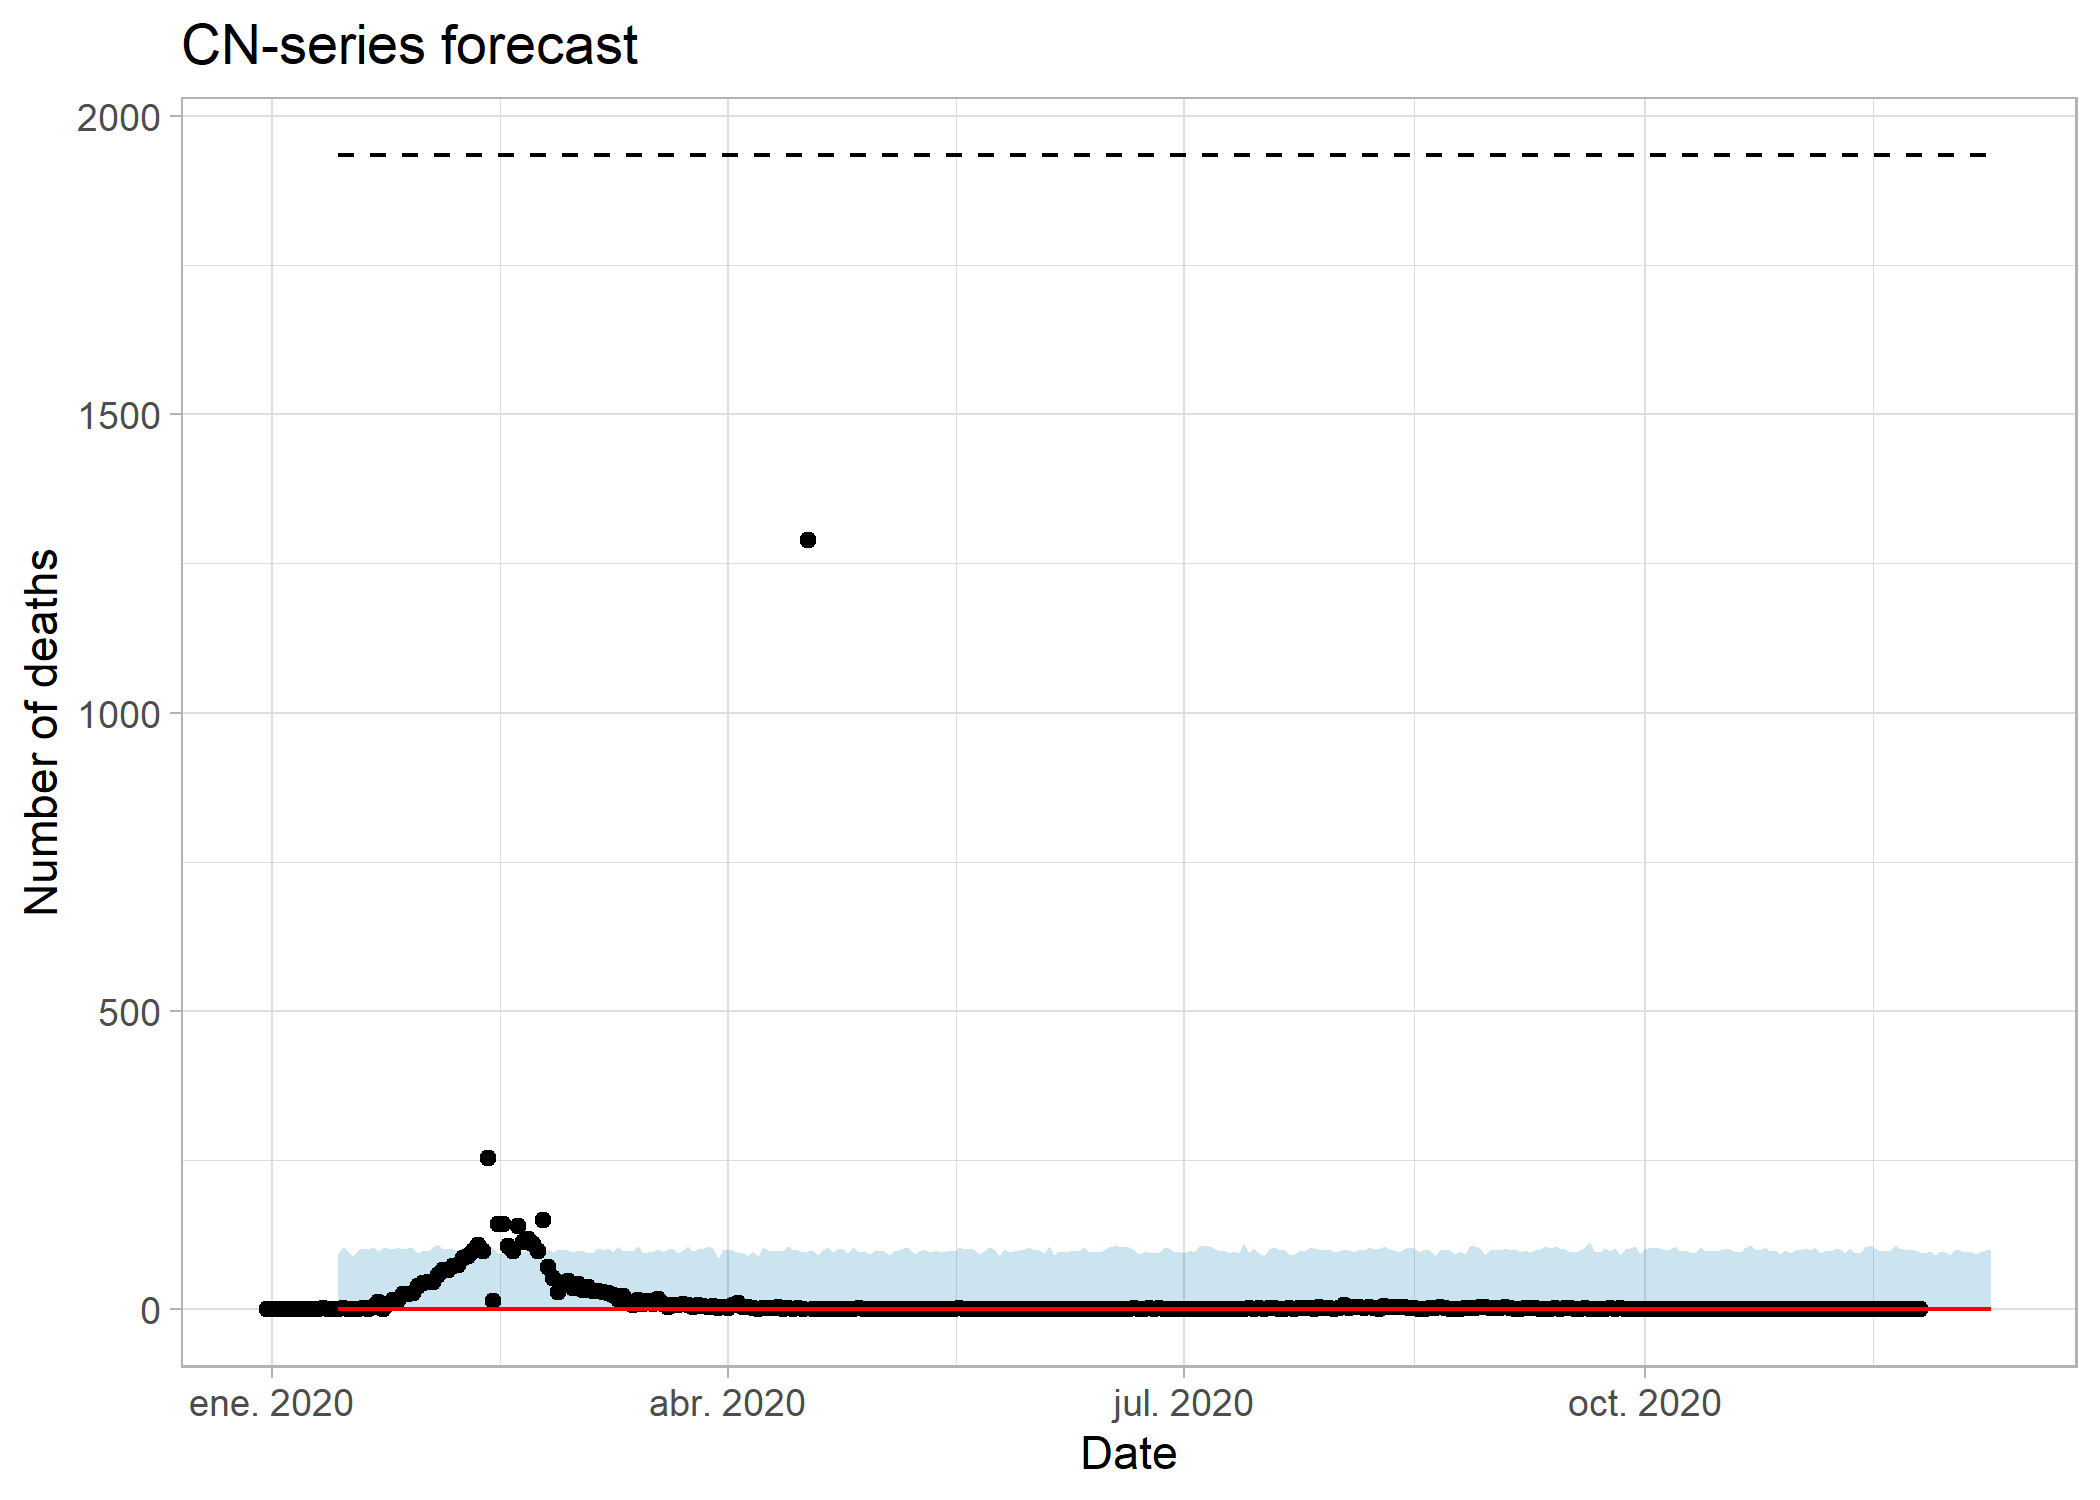 CN-series forecast
2000
1500
1000
500
0
Number of deaths
ene. 2020
abr. 2020
jul. 2020
oct. 2020
Date